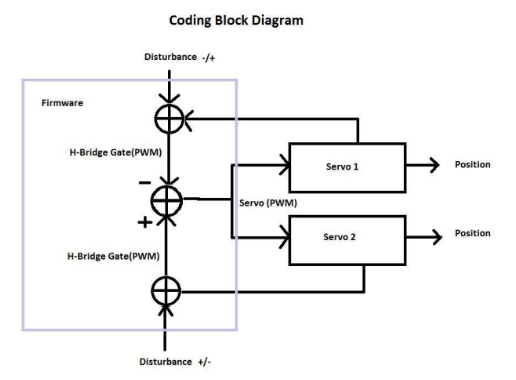 Coding Block Diagram
Disturbance -/+
Firmware
H-Bridge Gate(PWM)
Servo 1
Position
-
+
Servo (PWM)
Servo 2
Position
H-Bridge Gate(PWM)
Disturbance +/-